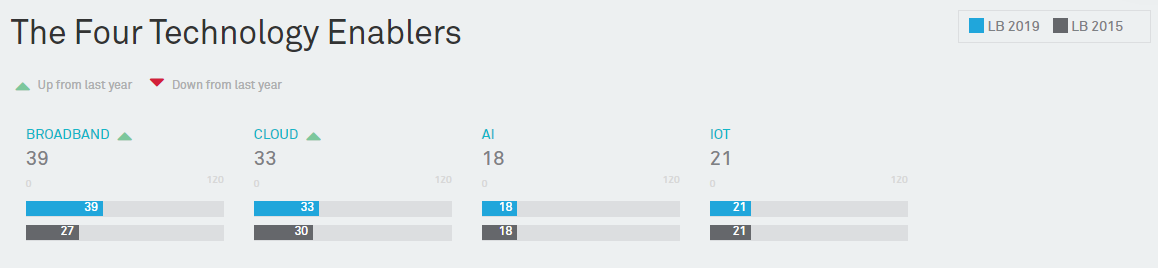 The Four Technology Enablers
LB 2019 LB 2015
Up from last year Down from last year
BROADBAND CLOUD AI IOT
39 33 18 21
0 120 0 120 0 120 0 120
39 33 18 21
27 30 18 21